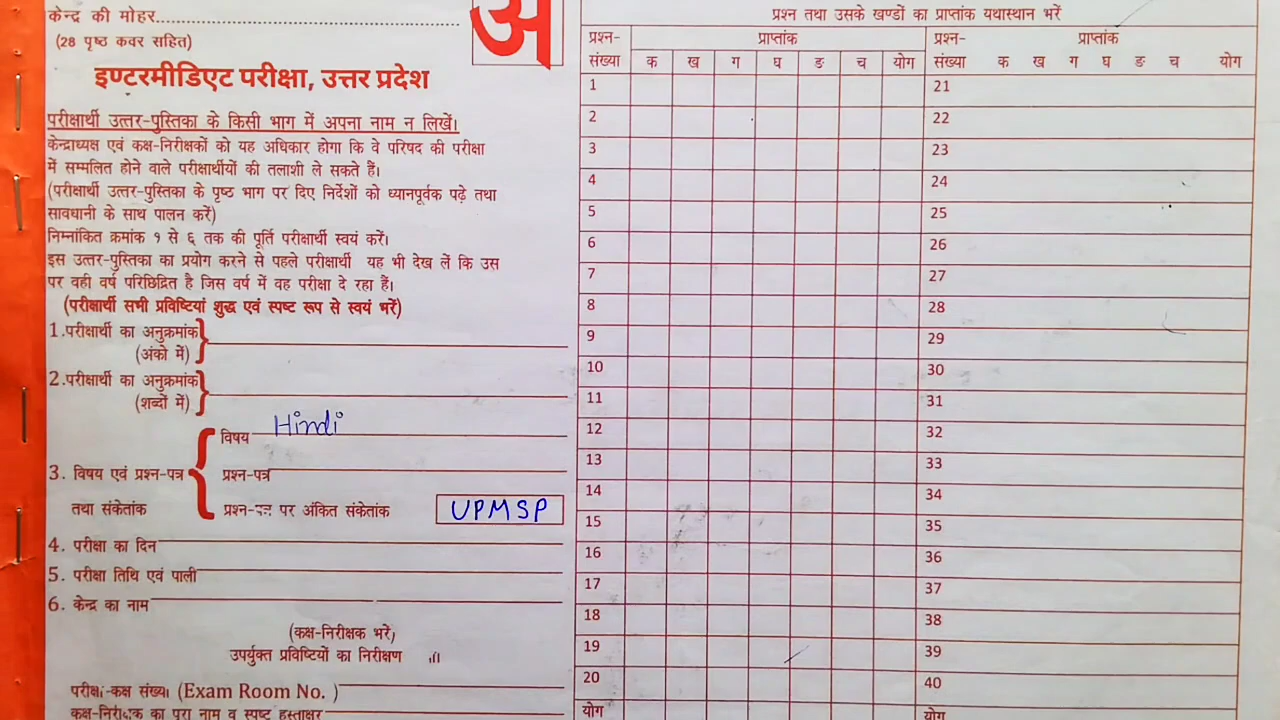 केन्द्र की मोहर
(28 पृष्ठ कवर सहित)
अ
इण्टरमीडिएट परीक्षा, उत्तर प्रदेश
परीक्षार्थी उत्तर-पुस्तिका के किसी भाग में अपना नाम न लिखें।
केन्द्राध्यक्ष एवं कक्ष-निरीक्षकों को यह अधिकार होगा कि वे परिषद की परीक्षा
में सम्मलित होने वाले परीक्षार्थीयों की तलाशी ले सकते हैं।
(परीक्षार्थी उत्तर-पुस्तिका के पृष्ठ भाग पर दिए निर्देशों को ध्यानपूर्वक पढ़े तथा
सावधानी के साथ पालन करें)
निम्नांकित क्रमांक १ से ६ तक की पूर्ति परीक्षार्थी स्वयं करें।
इस उत्तर-पुस्तिका का प्रयोग करने से पहले परीक्षार्थी यह भी देख लें कि उस
पर वही वर्ष परिछिद्रित है जिस वर्ष में वह परीक्षा दे रहा हैं।
(परीक्षार्थी सभी प्रविष्टियां शुद्ध एवं स्पष्ट रूप से स्वयं भरें)
1.परीक्षार्थी का अनुक्रमांक
(अंको में)
2.परीक्षार्थी का अनुक्रमांक
(शब्दों में)
विषय Hindi
3. विषय एवं प्रश्न-पत्र प्रश्न-पत्र
तथा संकेतांक प्रश्न-पत्र पर अंकित संकेतांक UPMSP
4. परीक्षा का दिन
5. परीक्षा तिथि एवं पाली
6. केन्द्र का नाम
(कक्ष-निरीक्षक भरें)
उपर्युक्त प्रविष्टियों का निरीक्षण
परीक्षा-कक्ष संख्या (Exam Room No. )
कक्ष-निरीक्षक का पूरा नाम व स्पष्ट हस्ताक्षर
प्रश्न तथा उसके खण्डों का प्राप्तांक यथास्थान भरें
प्रश्न- प्राप्तांक प्रश्न- प्राप्तांक
संख्या क ख ग घ ङ च योग संख्या क ख ग घ ङ च योग
1 21
2 22
3 23
4 24
5 25
6 26
7 27
8 28
9 29
10 30
11 31
12 32
13 33
14 34
15 35
16 36
17 37
18 38
19 39
20 40
योग योग